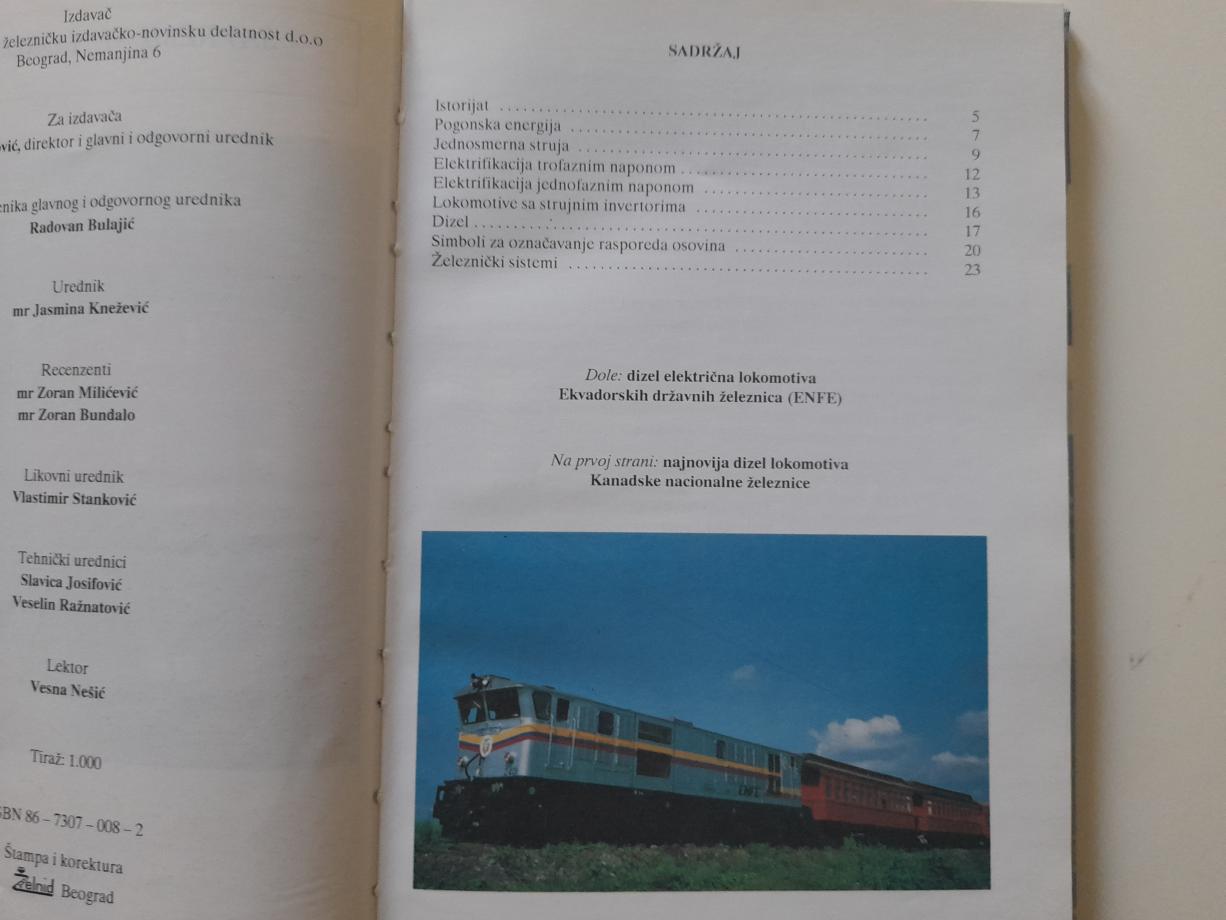 Izdavač
železničku izdavačko-novinsku delatnost d.o.o
Beograd, Nemanjina 6
Za izdavača
direktor i glavni i odgovorni urednik
glavnog i odgovornog urednika
Radovan Bulajić
Urednik
mr Jasmina Knežević
Recenzenti
mr Zoran Milićević
mr Zoran Bundalo
Likovni urednik
Vlastimir Stanković
Tehnički urednici
Slavica Josifović
Veselin Ražnatović
Lektor
Vesna Nešić
Tiraž: 1.000
SBN 86 – 7307 – 008 – 2
Štampa i korektura
Želnid Beograd
SADRŽAJ
Istorijat ........ 5
Pogonska energija ........ 7
Jednosmerna struja ........ 9
Elektrifikacija trofaznim naponom ........ 12
Elektrifikacija jednofaznim naponom ........ 13
Lokomotive sa strujnim invertorima ........ 16
Dizel ........ 17
Simboli za označavanje rasporeda osovina ........ 20
Železnički sistemi ........ 23
Dole: dizel električna lokomotiva
Ekvadorskih državnih železnica (ENFE)
Na prvoj strani: najnovija dizel lokomotiva
Kanadske nacionalne železnice